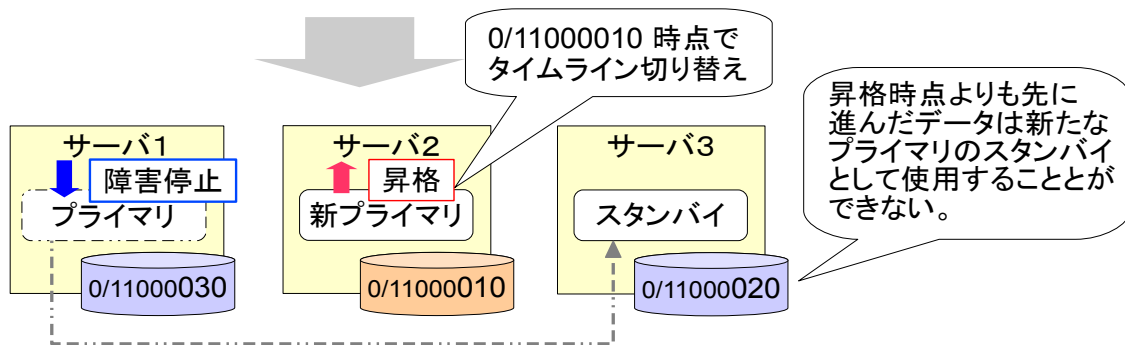 0/11000010 時点で
タイムライン切り替え
昇格時点よりも先に
進んだデータは新たな
プライマリのスタンバイ
として使用することとが
できない。
サーバ1
障害停止
プライマリ
0/11000030
サーバ2
昇格
新プライマリ
0/11000010
サーバ3
スタンバイ
0/11000020